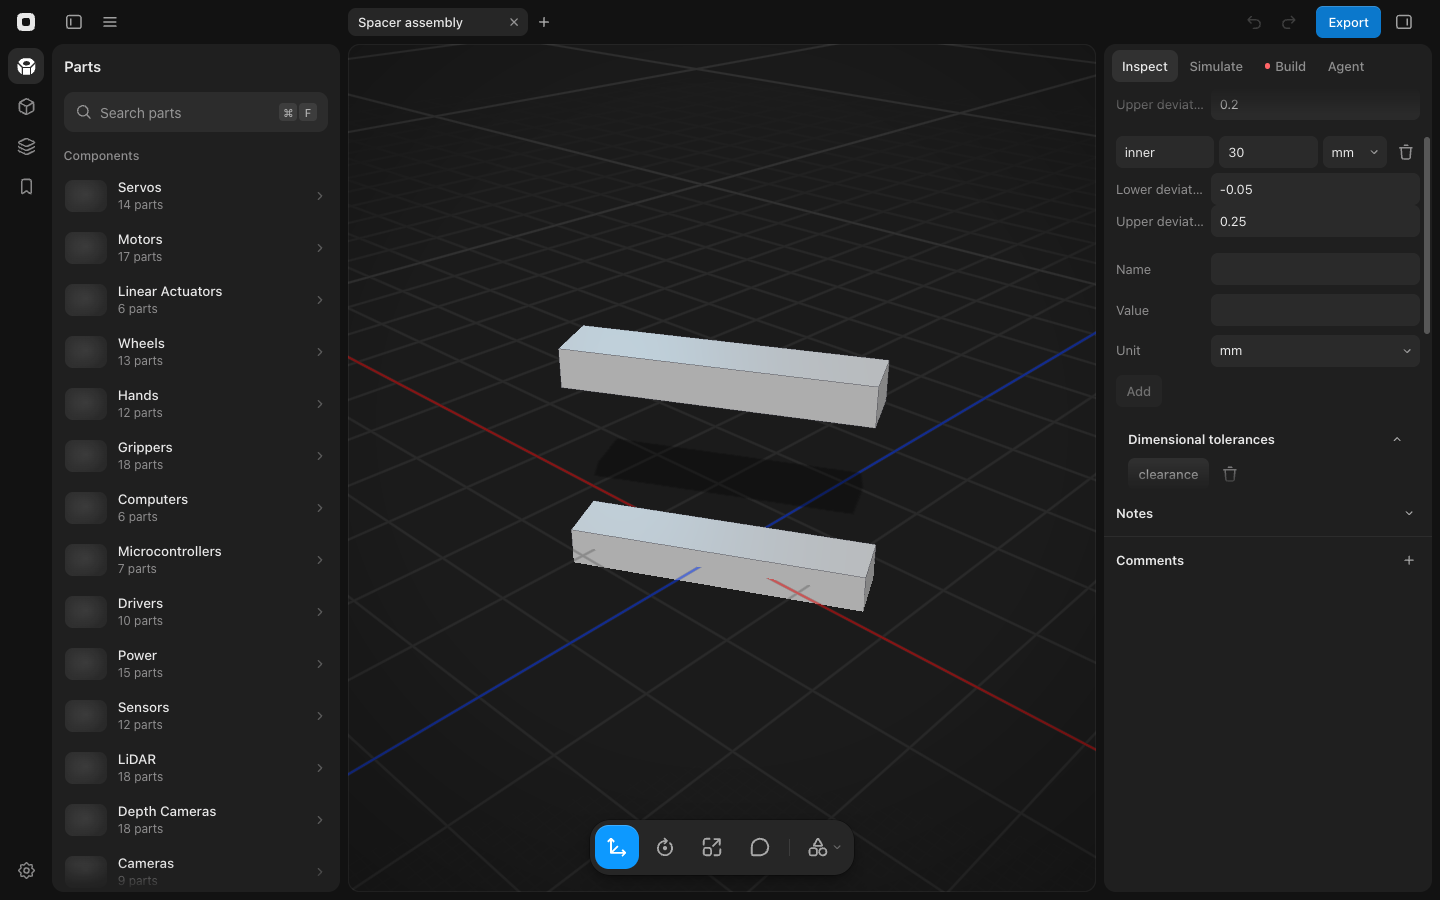 Spacer assembly
Export
Parts
Search parts
⌘ F
Components
Servos
14 parts
Motors
17 parts
Linear Actuators
6 parts
Wheels
13 parts
Hands
12 parts
Grippers
18 parts
Computers
6 parts
Microcontrollers
7 parts
Drivers
10 parts
Power
15 parts
Sensors
12 parts
LiDAR
18 parts
Depth Cameras
18 parts
Cameras
9 parts
Inspect Simulate Build Agent
Upper deviat... 0.2
inner 30 mm
Lower deviat... -0.05
Upper deviat... 0.25
Name
Value
Unit mm
Add
Dimensional tolerances
clearance
Notes
Comments